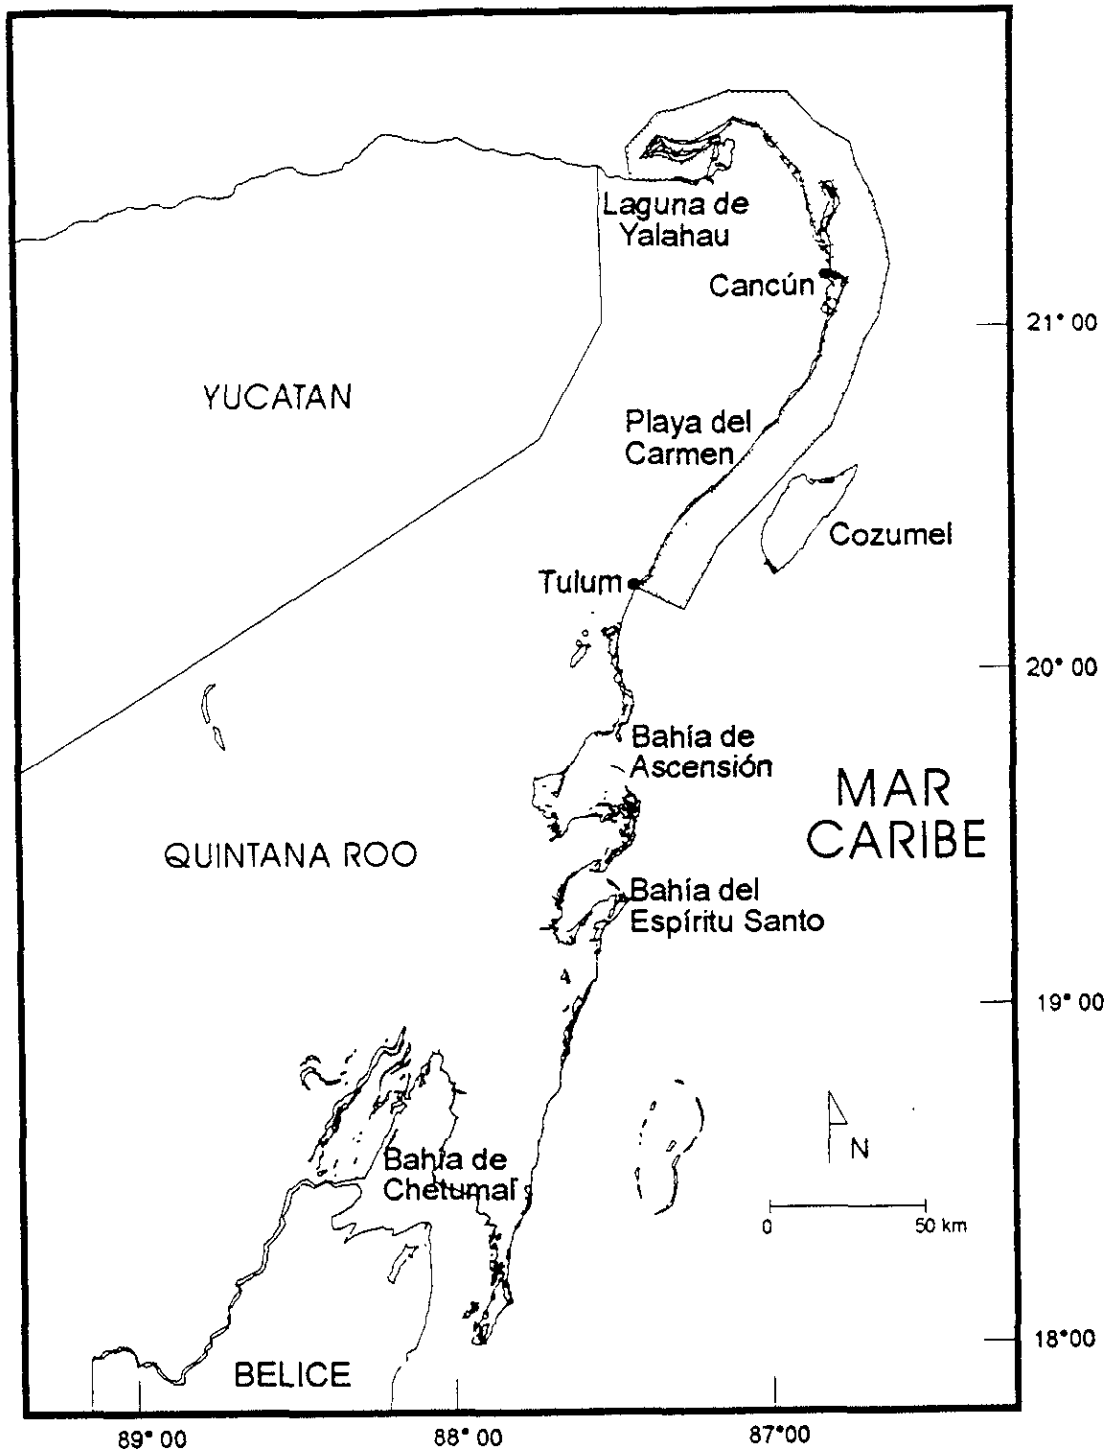 Laguna de
Yalahau
Cancún
21° 00
YUCATAN
Playa del
Carmen
Cozumel
Tulum
20° 00
Bahía de
Ascensión
MAR
CARIBE
QUINTANA ROO
Bahía del
Espíritu Santo
19° 00
N
Bahía de
Chetumal
0 50 km
18°00
BELICE
89° 00 88° 00 87°00